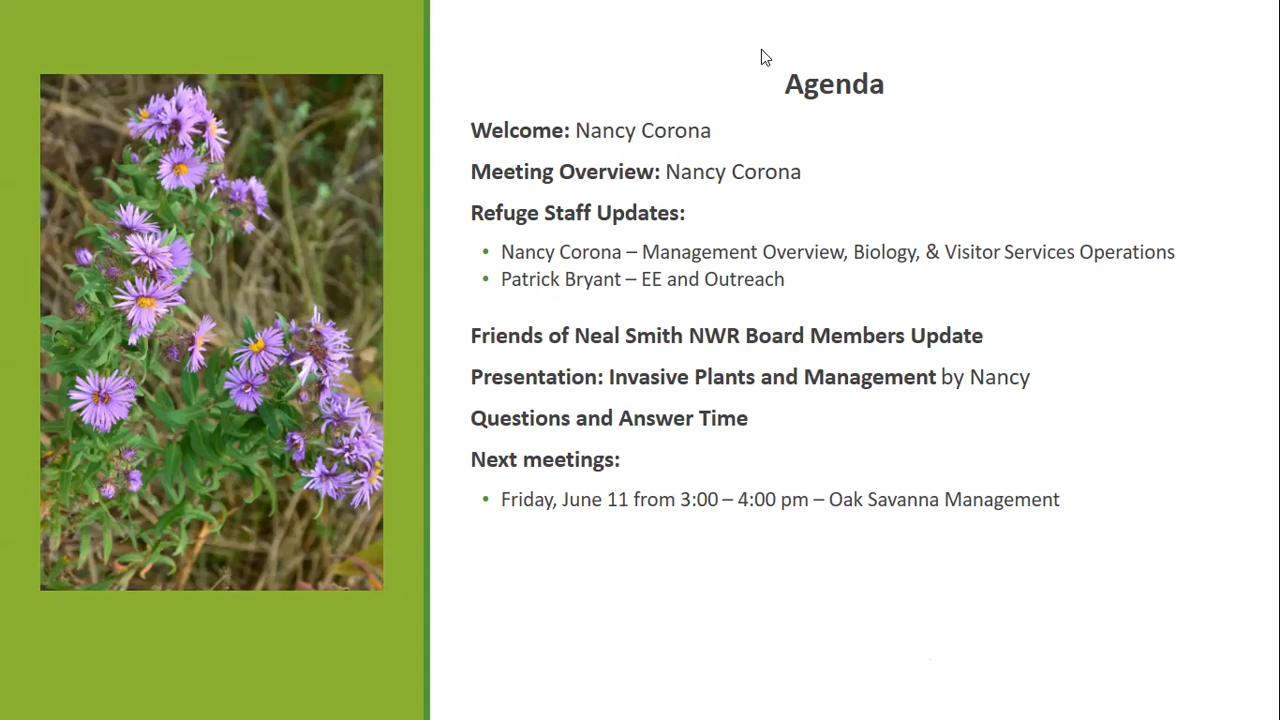 Agenda
Welcome: Nancy Corona
Meeting Overview: Nancy Corona
Refuge Staff Updates:
• Nancy Corona – Management Overview, Biology, & Visitor Services Operations
• Patrick Bryant – EE and Outreach
Friends of Neal Smith NWR Board Members Update
Presentation: Invasive Plants and Management by Nancy
Questions and Answer Time
Next meetings:
• Friday, June 11 from 3:00 – 4:00 pm – Oak Savanna Management